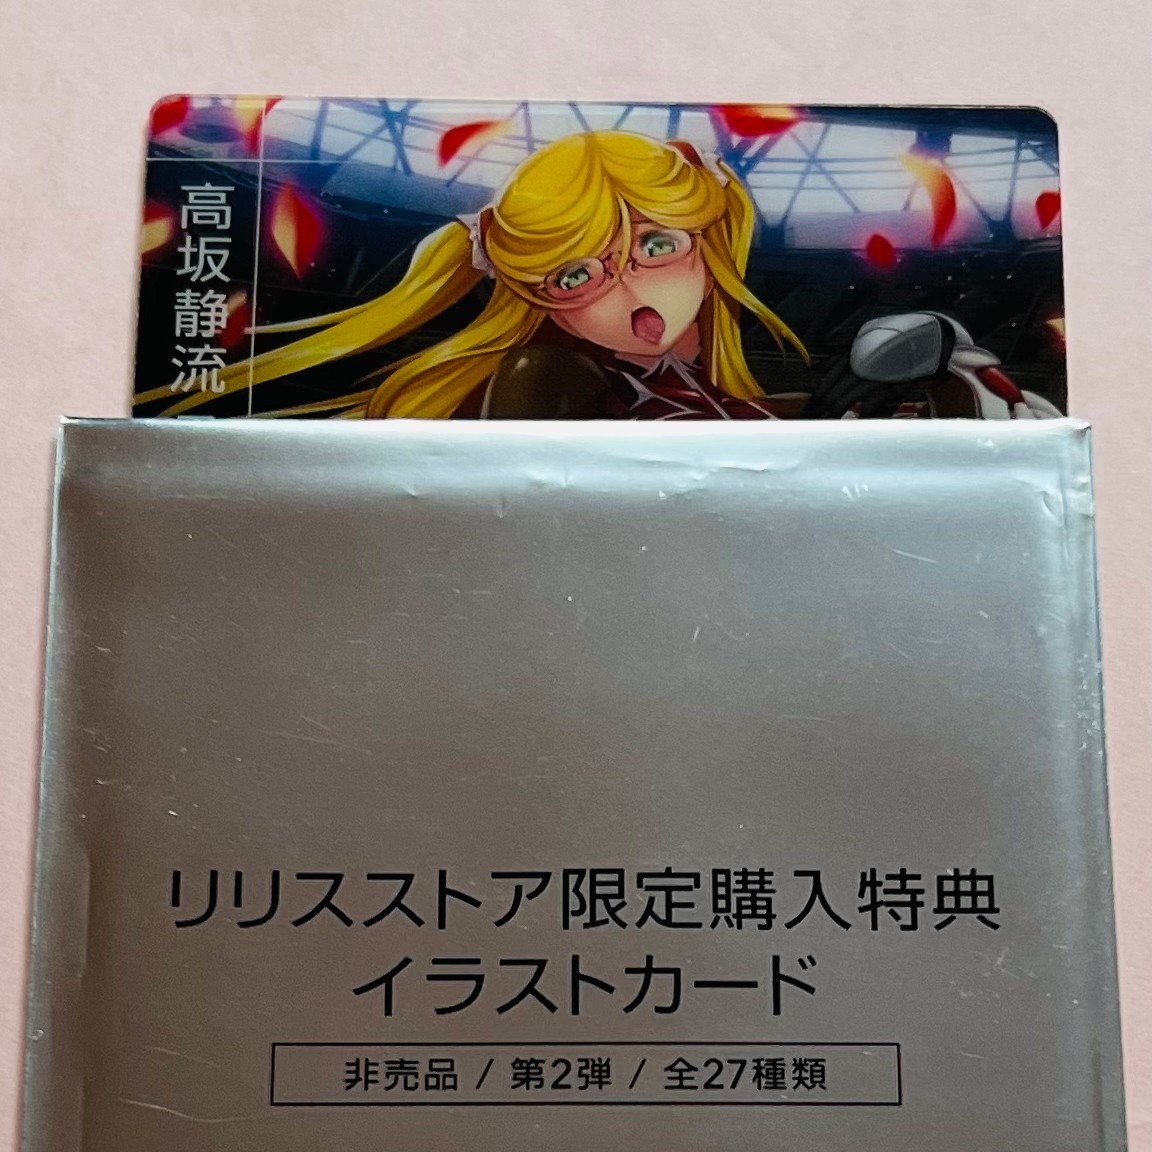 高坂静流
リリスストア限定購入特典
イラストカード
非売品 / 第2弾 / 全27種類